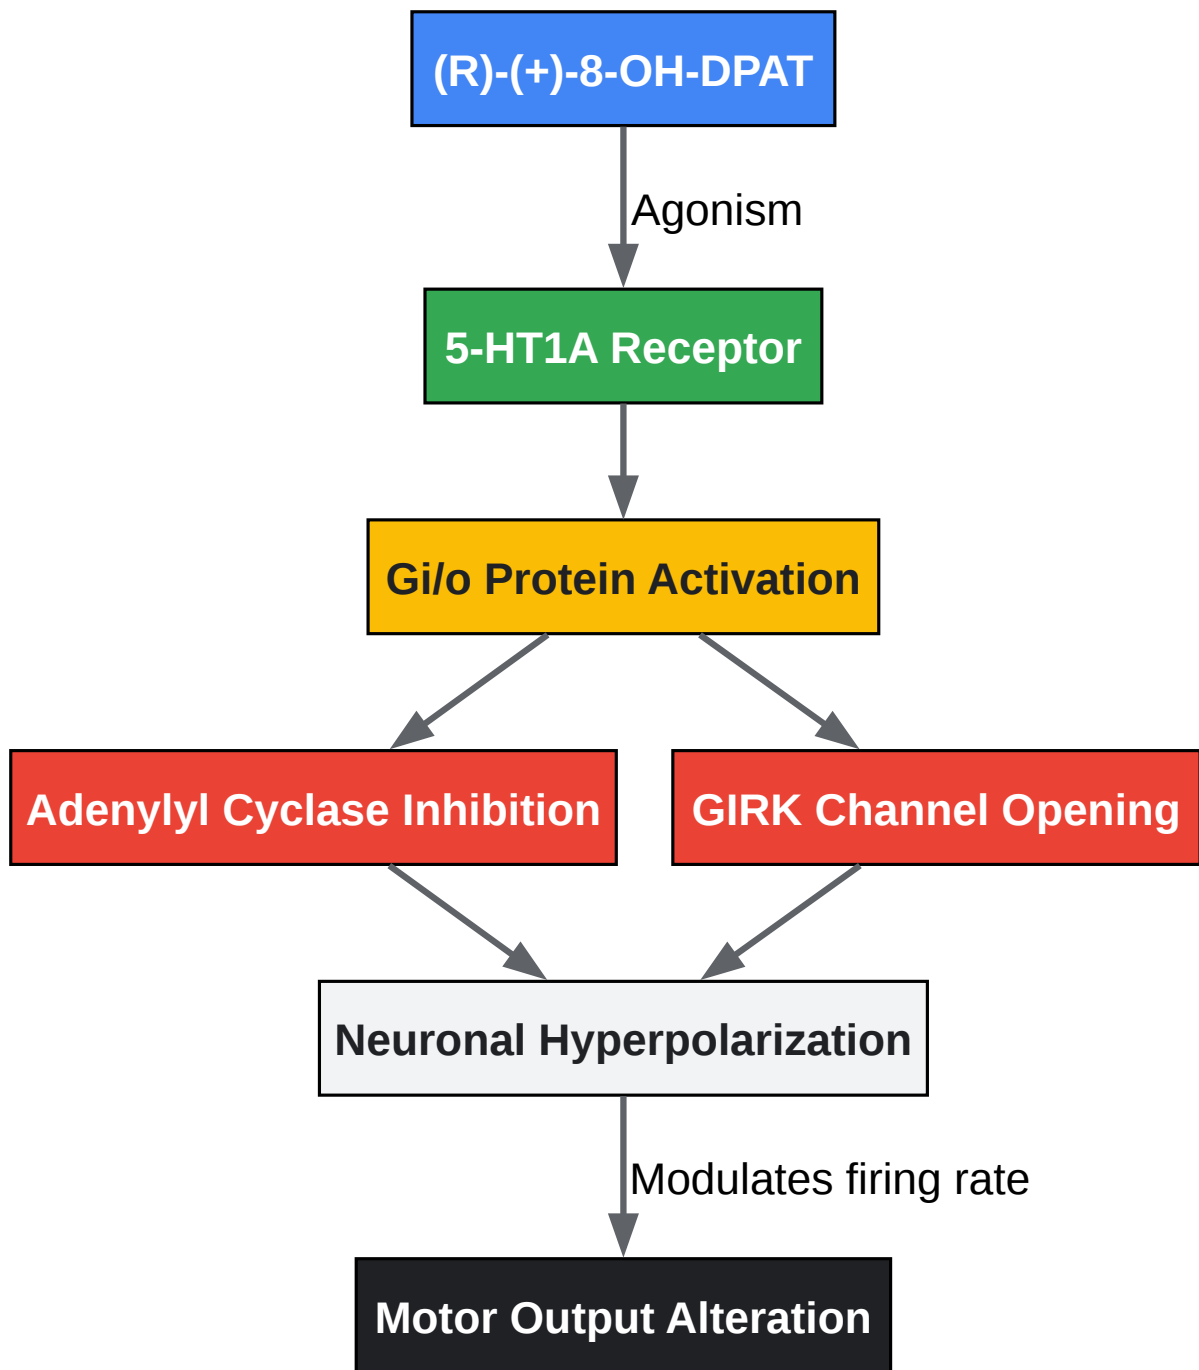 (R)-(+)-8-OH-DPAT
Agonism
5-HT1A Receptor
Gi/o Protein Activation
Adenylyl Cyclase Inhibition
GIRK Channel Opening
Neuronal Hyperpolarization
Modulates firing rate
Motor Output Alteration